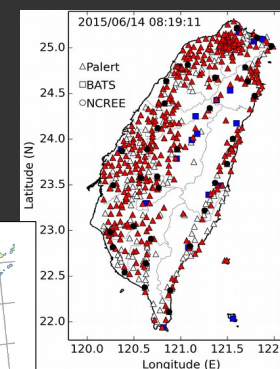 2015/06/14 08:19:11
△Palert
□BATS
○NCREE
Latitude (N)
25.0
24.5
24.0
23.5
23.0
22.5
22.0
120.0 120.5 121.0 121.5 122
Longitude (E)